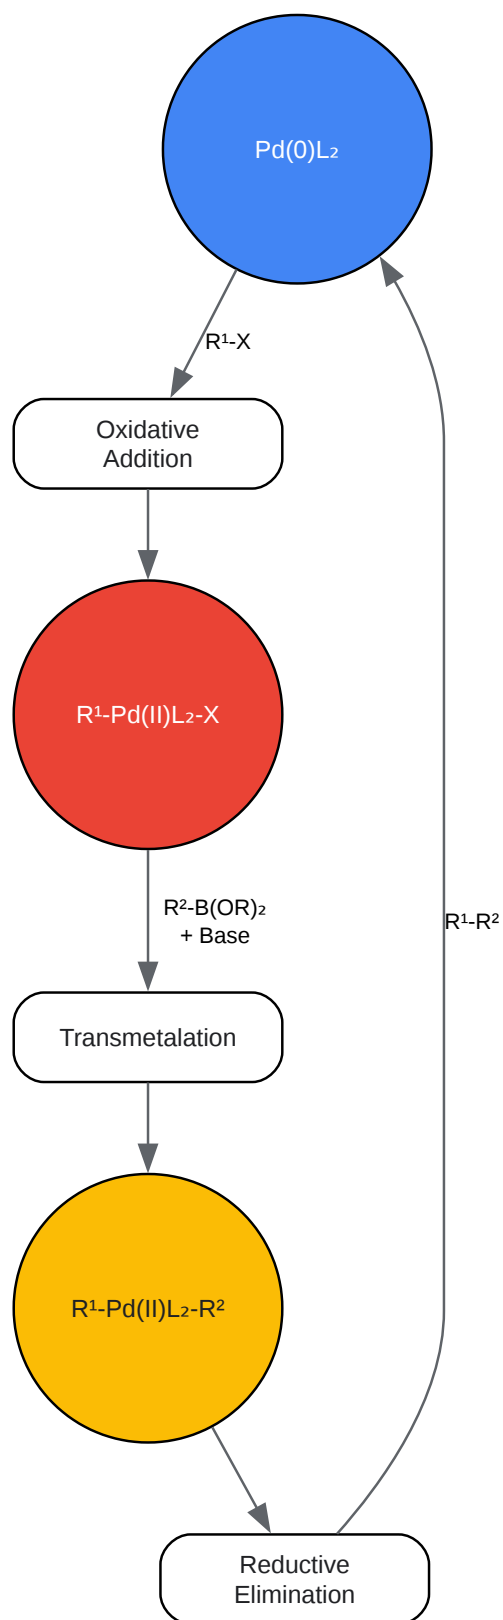 Pd(0)L₂
R¹-X
Oxidative
Addition
R¹-Pd(II)L₂-X
R²-B(OR)₂
+ Base
R¹-R²
Transmetalation
R¹-Pd(II)L₂-R²
Reductive
Elimination